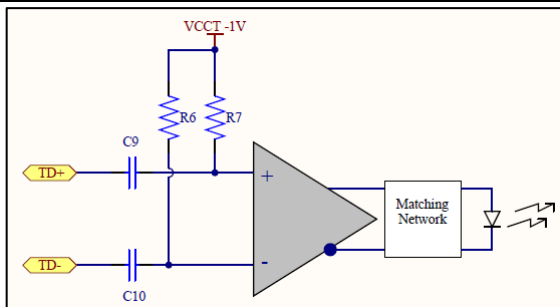 VCCT -1V
R6
R7
C9
TD+
+
Matching
Network
TD-
-
C10